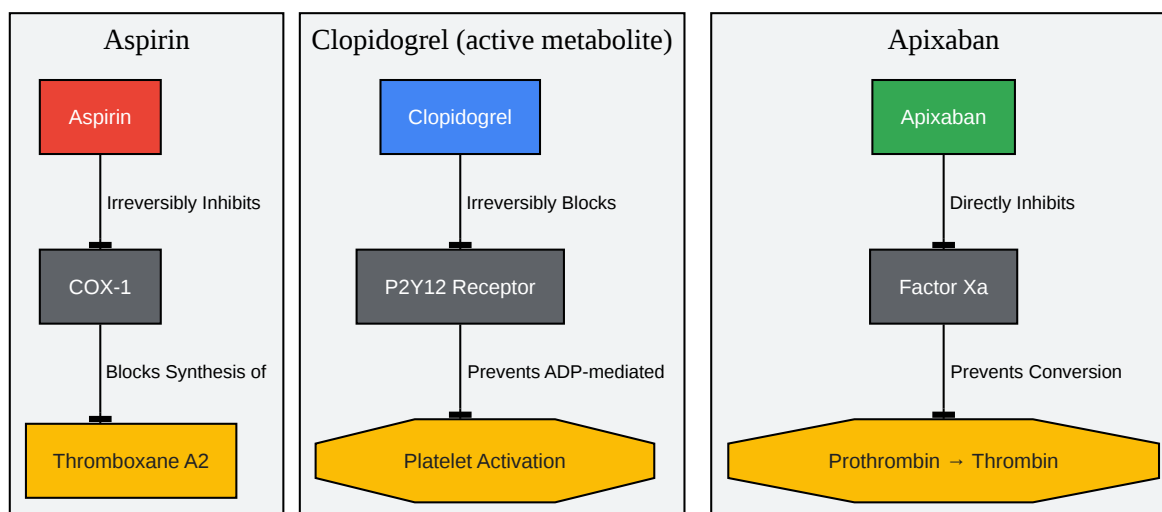 Aspirin
Aspirin
Irreversibly Inhibits
COX-1
Blocks Synthesis of
Thromboxane A2
Clopidogrel (active metabolite)
Clopidogrel
Irreversibly Blocks
P2Y12 Receptor
Prevents ADP-mediated
Platelet Activation
Apixaban
Apixaban
Directly Inhibits
Factor Xa
Prevents Conversion
Prothrombin → Thrombin